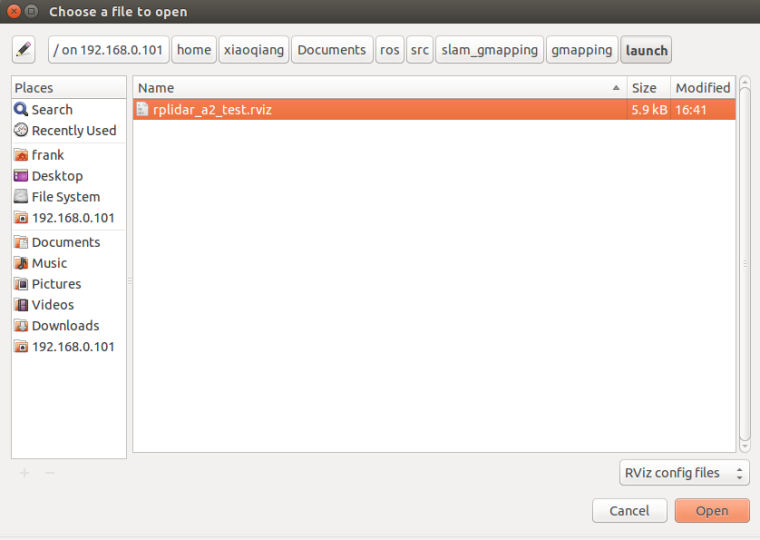 Choose a file to open
/ on 192.168.0.101 home xiaoqiang Documents ros src slam_gmapping gmapping launch
Places
Search
Recently Used
frank
Desktop
File System
192.168.0.101
Documents
Music
Pictures
Videos
Downloads
192.168.0.101
Name Size Modified
rplidar_a2_test.rviz 5.9 kB 16:41
RViz config files
Cancel Open